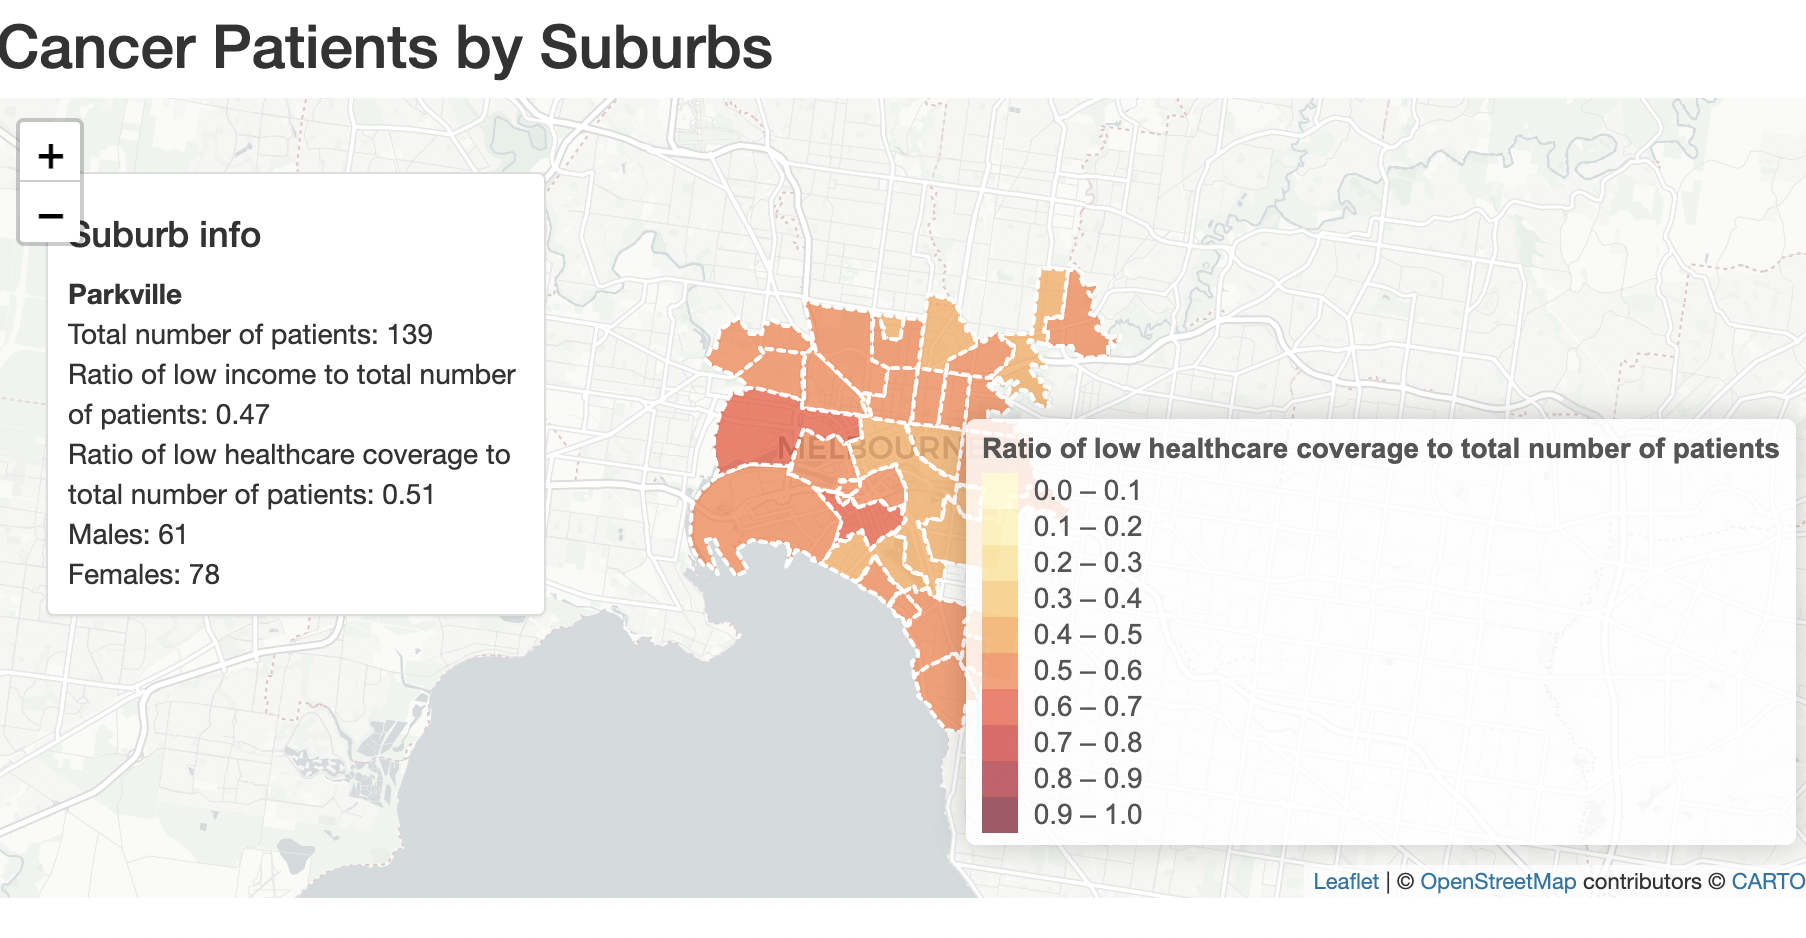 Cancer Patients by Suburbs
+
−
Suburb info
Parkville
Total number of patients: 139
Ratio of low income to total number
of patients: 0.47
Ratio of low healthcare coverage to
total number of patients: 0.51
Males: 61
Females: 78
MELBOURNE
Ratio of low healthcare coverage to total number of patients
0.0 – 0.1
0.1 – 0.2
0.2 – 0.3
0.3 – 0.4
0.4 – 0.5
0.5 – 0.6
0.6 – 0.7
0.7 – 0.8
0.8 – 0.9
0.9 – 1.0
Leaflet | © OpenStreetMap contributors © CARTO